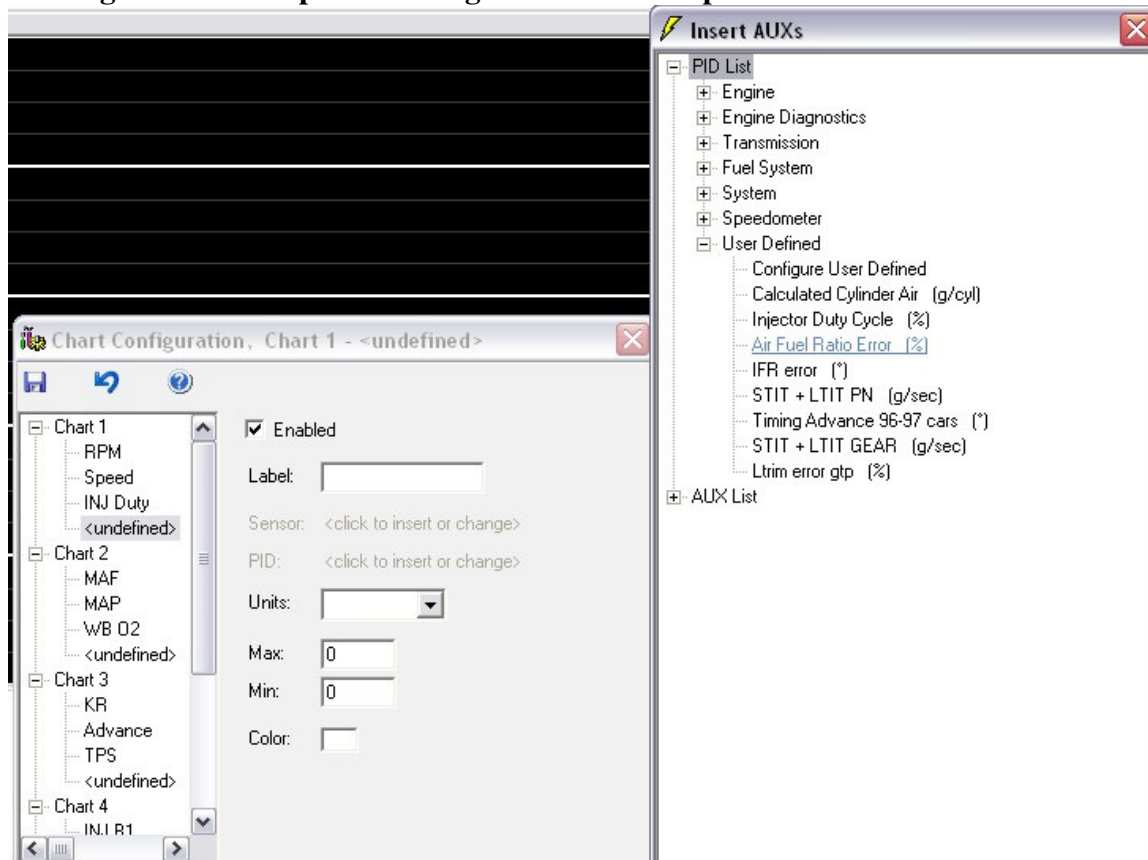 Insert AUXs
PID List
Engine
Engine Diagnostics
Transmission
Fuel System
System
Speedometer
User Defined
Configure User Defined
Calculated Cylinder Air (g/cyl)
Injector Duty Cycle (%)
Air Fuel Ratio Error (%)
IFR error (°)
STIT + LTIT PN (g/sec)
Timing Advance 96-97 cars (°)
STIT + LTIT GEAR (g/sec)
Ltrim error gtp (%)
AUX List
Chart Configuration, Chart 1 - <undefined>
Chart 1
RPM
Speed
INJ Duty
<undefined>
Chart 2
MAF
MAP
WB O2
<undefined>
Chart 3
KR
Advance
TPS
<undefined>
Chart 4
INJ B1
Enabled
Label:
Sensor: <click to insert or change>
PID: <click to insert or change>
Units:
Max: 0
Min: 0
Color: